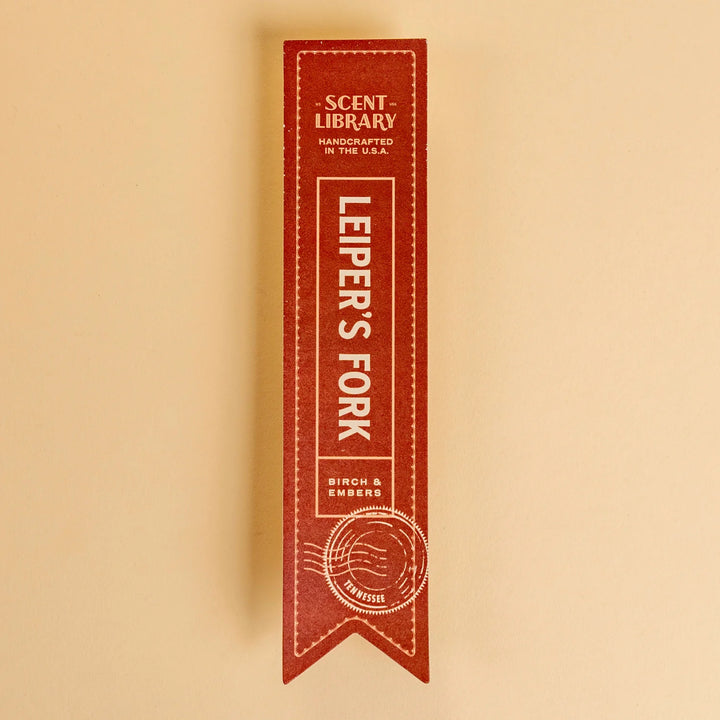 SCENT
LIBRARY
HANDCRAFTED
IN THE U.S.A.
LEIPER'S FORK
BIRCH &
EMBERS
TENNESSEE